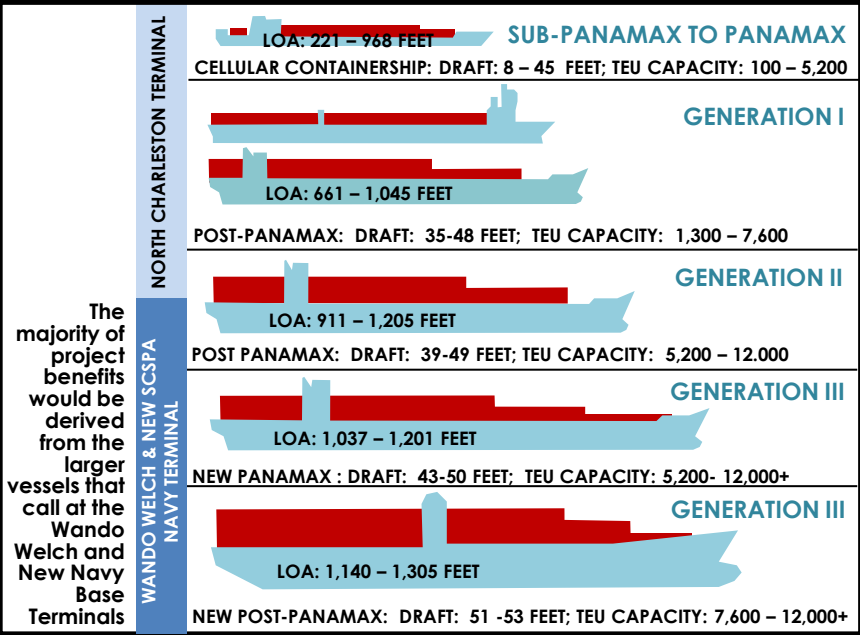 The
majority of
project
benefits
would be
derived
from the
larger
vessels that
call at the
Wando
Welch and
New Navy
Base
Terminals
NORTH CHARLESTON TERMINAL
WANDO WELCH & NEW SCSPA
NAVY TERMINAL
SUB-PANAMAX TO PANAMAX
LOA: 221 – 968 FEET
CELLULAR CONTAINERSHIP: DRAFT: 8 – 45 FEET; TEU CAPACITY: 100 – 5,200
GENERATION I
LOA: 661 – 1,045 FEET
POST-PANAMAX: DRAFT: 35-48 FEET; TEU CAPACITY: 1,300 – 7,600
GENERATION II
LOA: 911 – 1,205 FEET
POST PANAMAX: DRAFT: 39-49 FEET; TEU CAPACITY: 5,200 – 12.000
GENERATION III
LOA: 1,037 – 1,201 FEET
NEW PANAMAX : DRAFT: 43-50 FEET; TEU CAPACITY: 5,200- 12,000+
GENERATION III
LOA: 1,140 – 1,305 FEET
NEW POST-PANAMAX: DRAFT: 51 -53 FEET; TEU CAPACITY: 7,600 – 12,000+